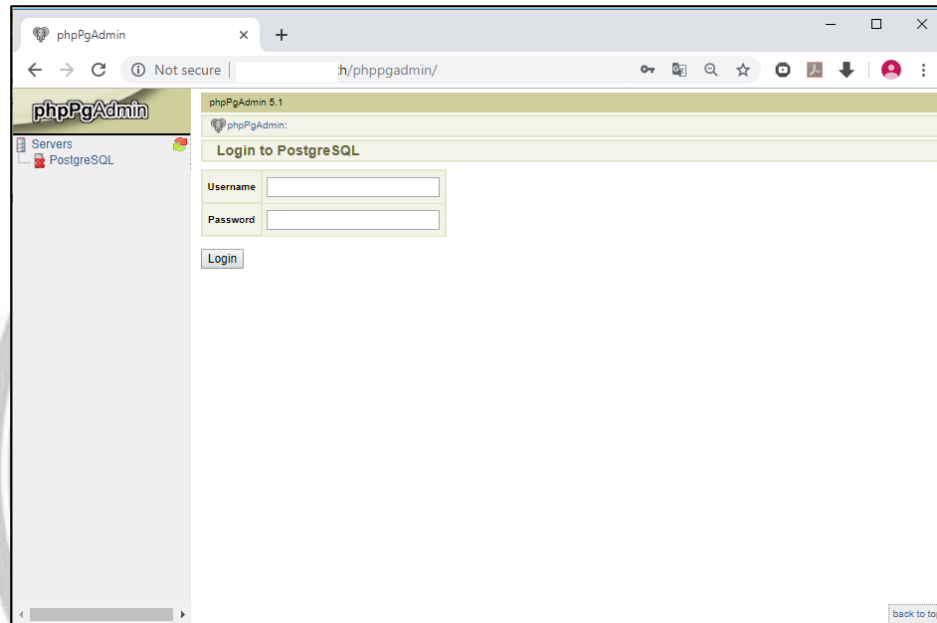 phpPgAdmin
Not secure
:h/phppgadmin/
phpPgAdmin
Servers
PostgreSQL
phpPgAdmin 5.1
phpPgAdmin:
Login to PostgreSQL
Username
Password
Login
back to top